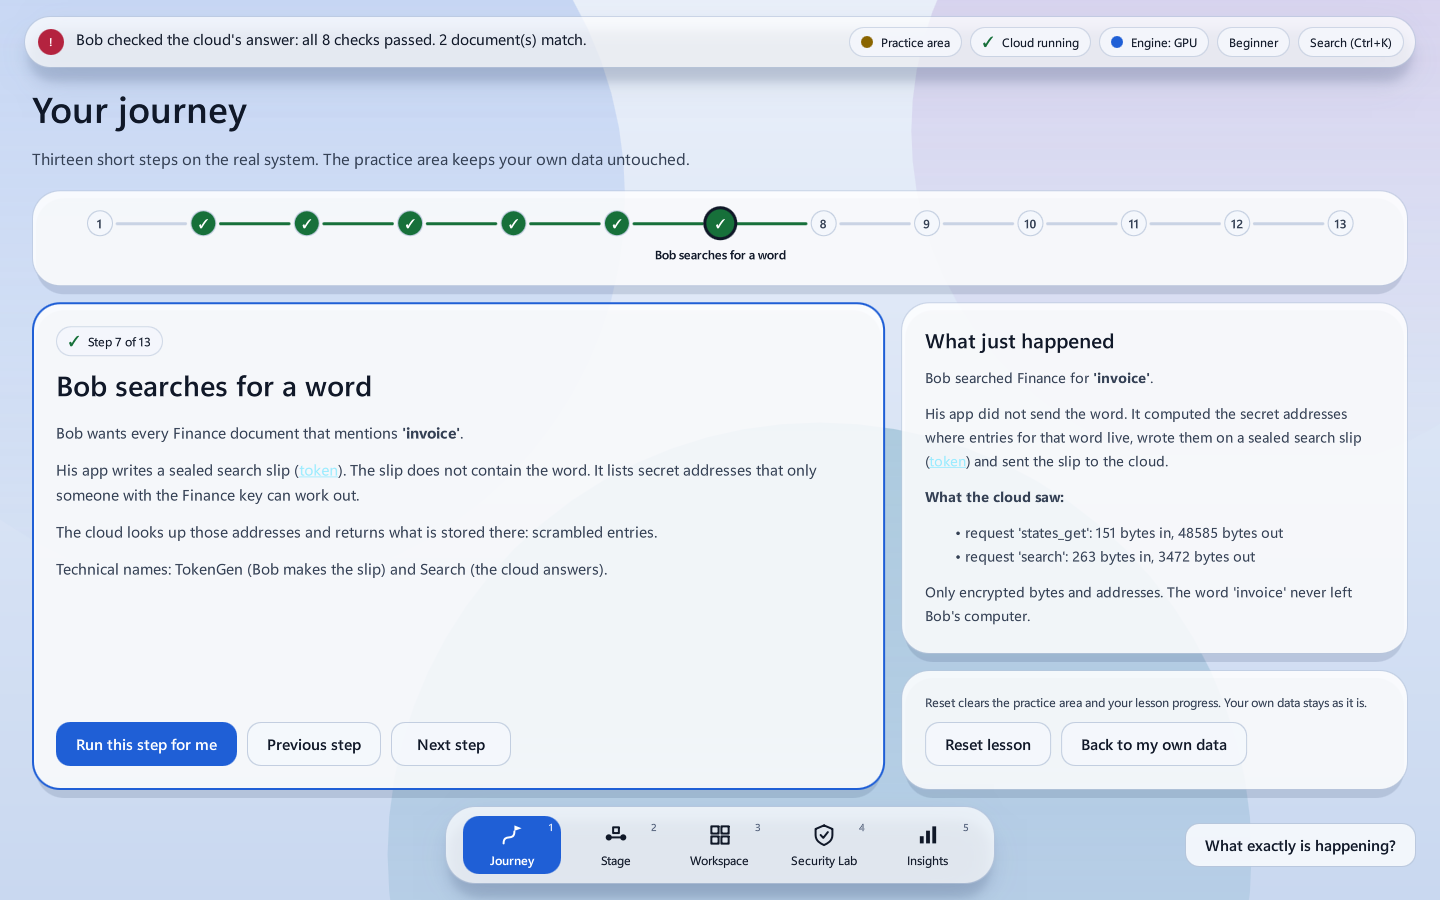 ! Bob checked the cloud's answer: all 8 checks passed. 2 document(s) match.
Practice area
✓ Cloud running
Engine: GPU
Beginner
Search (Ctrl+K)
Your journey
Thirteen short steps on the real system. The practice area keeps your own data untouched.
1 ✓ ✓ ✓ ✓ ✓ ✓ 8 9 10 11 12 13
Bob searches for a word
✓ Step 7 of 13
Bob searches for a word
Bob wants every Finance document that mentions 'invoice'.
His app writes a sealed search slip (token). The slip does not contain the word. It lists secret addresses that only
someone with the Finance key can work out.
The cloud looks up those addresses and returns what is stored there: scrambled entries.
Technical names: TokenGen (Bob makes the slip) and Search (the cloud answers).
Run this step for me
Previous step
Next step
What just happened
Bob searched Finance for 'invoice'.
His app did not send the word. It computed the secret addresses
where entries for that word live, wrote them on a sealed search slip
(token) and sent the slip to the cloud.
What the cloud saw:
• request 'states_get': 151 bytes in, 48585 bytes out
• request 'search': 263 bytes in, 3472 bytes out
Only encrypted bytes and addresses. The word 'invoice' never left
Bob's computer.
Reset clears the practice area and your lesson progress. Your own data stays as it is.
Reset lesson
Back to my own data
Journey 1
Stage 2
Workspace 3
Security Lab 4
Insights 5
What exactly is happening?